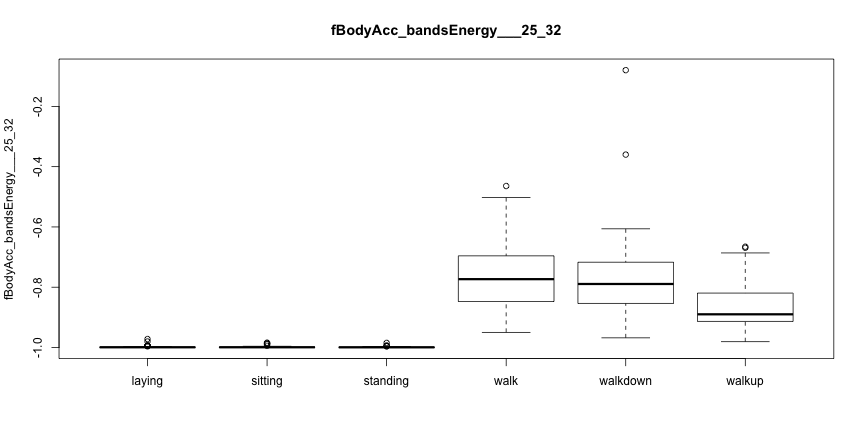 fBodyAcc_bandsEnergy___25_32
fBodyAcc_bandsEnergy___25_32
-0.2
-0.4
-0.6
-0.8
-1.0
laying sitting standing walk walkdown walkup